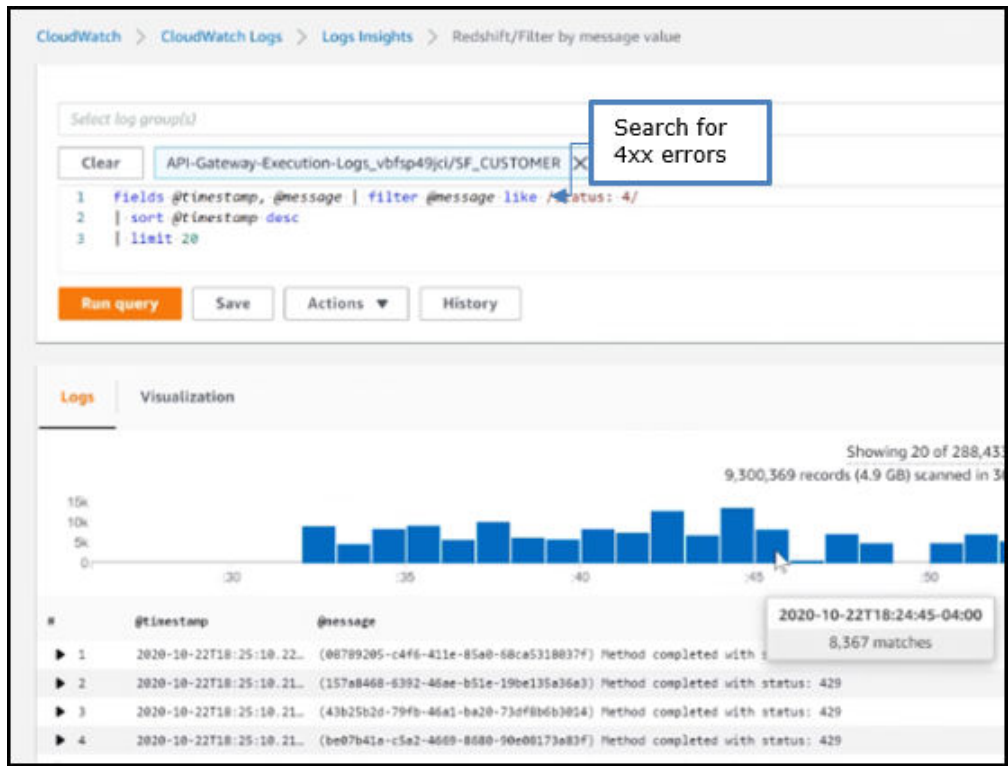 CloudWatch > CloudWatch Logs > Logs Insights > Redshift/Filter by message value
Select log group(s)
Search for
4xx errors
Clear API-Gateway-Execution-Logs_vbfsp49jci/SF_CUSTOMER ×
1 fields @timestamp, @message | filter @message like /status: 4/
2 | sort @timestamp desc
3 | limit 20
Run query Save Actions ▼ History
Logs Visualization
Showing 20 of 288,433
9,300,369 records (4.9 GB) scanned in 3
15k
10k
5k
0
:30 :35 :40 :45 :50
2020-10-22T18:24:45-04:00
8,367 matches
# @timestamp @message
1 2020-10-22T18:25:10.22… (08789205-c4f6-411e-85a0-68ca5318037f) Method completed with s
2 2020-10-22T18:25:10.21… (157a8468-6392-46ae-b51e-19be135a36a3) Method completed with status: 429
3 2020-10-22T18:25:10.21… (43b25b2d-79fb-46a1-ba20-73df8b6b3014) Method completed with status: 429
4 2020-10-22T18:25:10.21… (be07b41a-c5a2-4669-8680-90e08173a83f) Method completed with status: 429